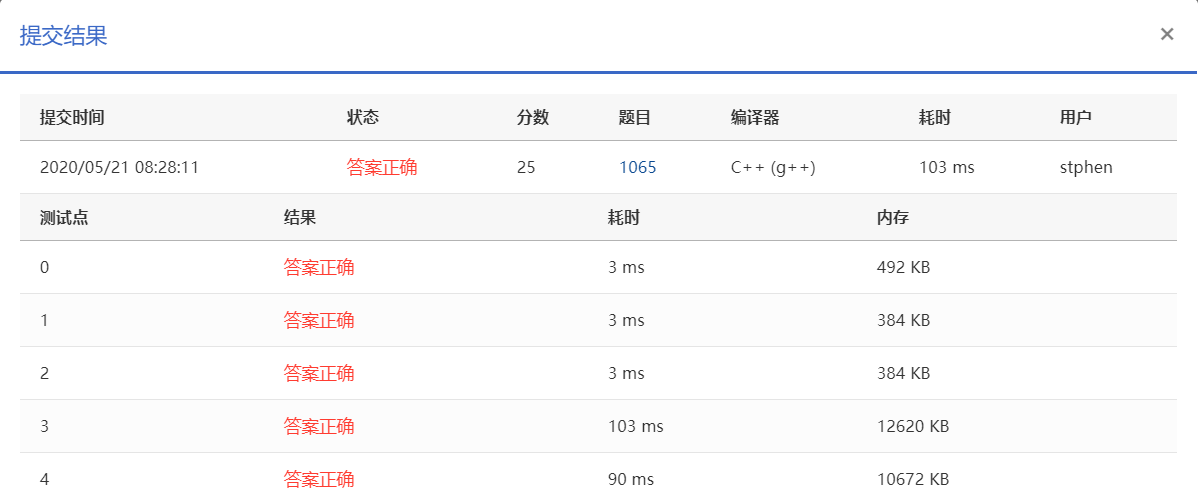 提交结果 ×
提交时间 状态 分数 题目 编译器 耗时 用户
2020/05/21 08:28:11 答案正确 25 1065 C++ (g++) 103 ms stphen
测试点 结果 耗时 内存
0 答案正确 3 ms 492 KB
1 答案正确 3 ms 384 KB
2 答案正确 3 ms 384 KB
3 答案正确 103 ms 12620 KB
4 答案正确 90 ms 10672 KB